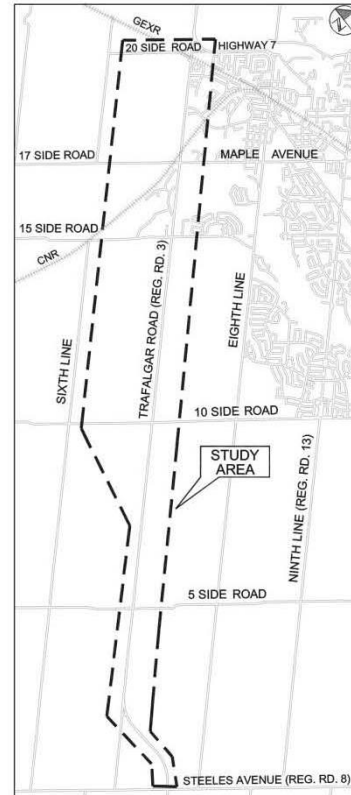 GEXR
20 SIDE ROAD
HIGHWAY 7
17 SIDE ROAD
MAPLE AVENUE
15 SIDE ROAD
CNR
SIXTH LINE
TRAFALGAR ROAD (REG. RD. 3)
EIGHTH LINE
10 SIDE ROAD
STUDY
AREA
NINTH LINE (REG. RD. 13)
5 SIDE ROAD
STEELES AVENUE (REG. RD. 8)